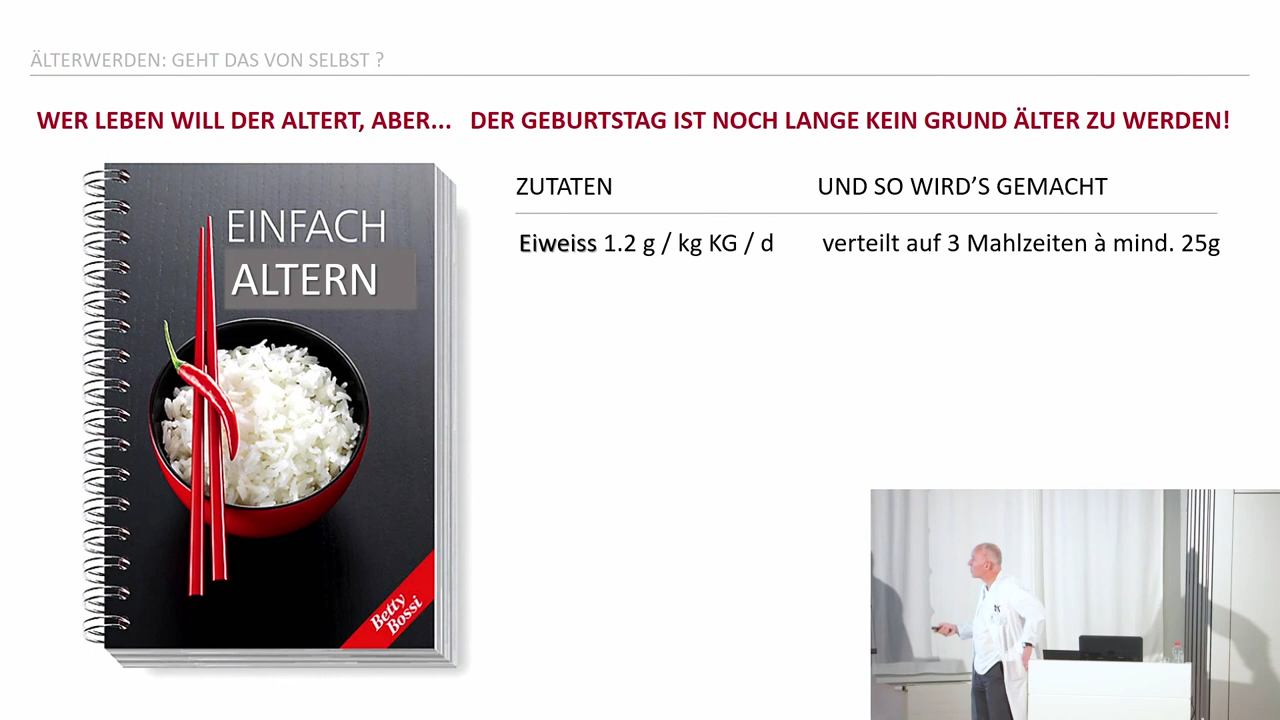 ÄLTERWERDEN: GEHT DAS VON SELBST ?
WER LEBEN WILL DER ALTERT, ABER... DER GEBURTSTAG IST NOCH LANGE KEIN GRUND ÄLTER ZU WERDEN!
EINFACH
ALTERN
Betty
Bossi
ZUTATEN UND SO WIRD’S GEMACHT
Eiweiss 1.2 g / kg KG / d verteilt auf 3 Mahlzeiten à mind. 25g